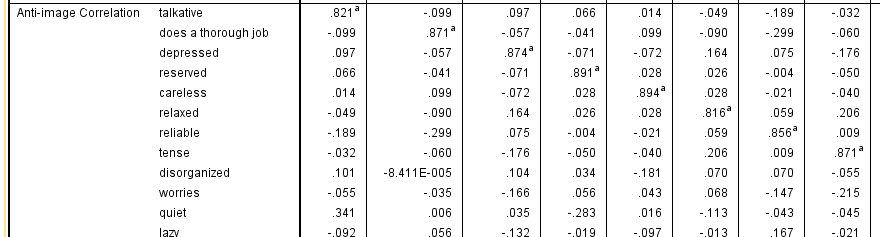 Anti-image Correlation talkative .821a -.099 .097 .066 .014 -.049 -.189 -.032
does a thorough job -.099 .871a -.057 -.041 .099 -.090 -.299 -.060
depressed .097 -.057 .874a -.071 -.072 .164 .075 -.176
reserved .066 -.041 -.071 .891a .028 .026 -.004 -.050
careless .014 .099 -.072 .028 .894a .028 -.021 -.040
relaxed -.049 -.090 .164 .026 .028 .816a .059 .206
reliable -.189 -.299 .075 -.004 -.021 .059 .856a .009
tense -.032 -.060 -.176 -.050 -.040 .206 .009 .871a
disorganized .101 -8.411E-005 .104 .034 -.181 .070 .070 -.055
worries -.055 -.035 -.166 .056 .043 .068 -.147 -.215
quiet .341 .006 .035 -.283 .016 -.113 -.043 -.045
lazy -.092 .056 -.132 -.019 -.097 -.013 .167 -.021